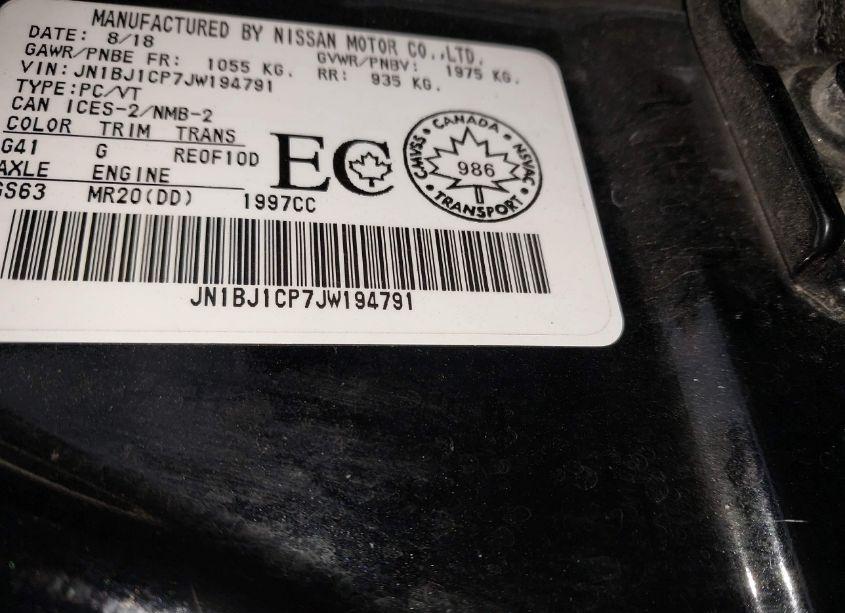 MANUFACTURED BY NISSAN MOTOR CO.,LTD.
DATE: 8/18
GAWR/PNBE FR: 1055 KG. GVWR/PNBV: 1975 KG.
VIN: JN1BJ1CP7JW194791 RR: 935 KG.
TYPE:PC/VT
CAN ICES-2/NMB-2
COLOR TRIM TRANS
G41 G RE0F10D
AXLE ENGINE
GS63 MR20(DD) 1997CC
EC
CANADA
CMVSS NSVAC
986
TRANSPORT
JN1BJ1CP7JW194791